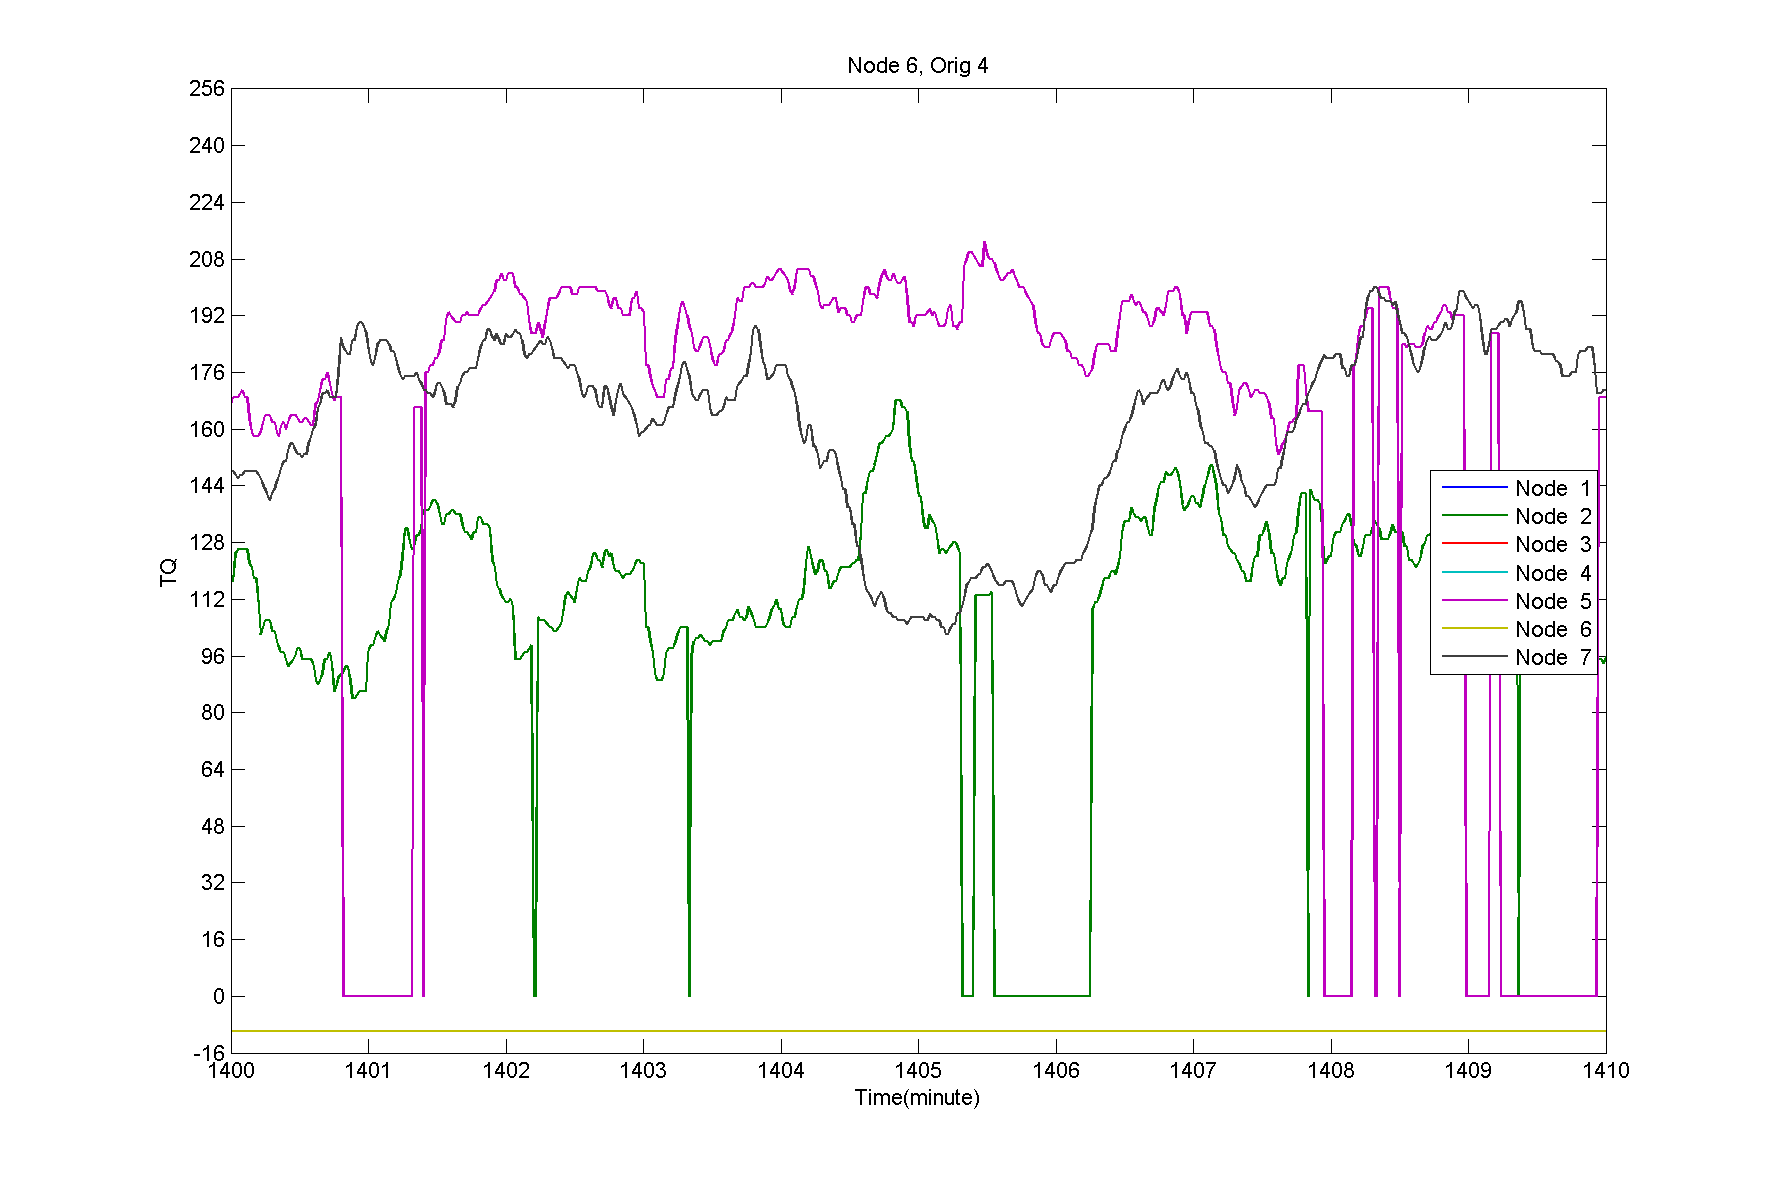 Node 6, Orig 4
256
240
224
208
192
176
160
144
128
112
96
80
64
48
32
16
0
-16
TQ
Node 1
Node 2
Node 3
Node 4
Node 5
Node 6
Node 7
1400 1401 1402 1403 1404 1405 1406 1407 1408 1409 1410
Time(minute)